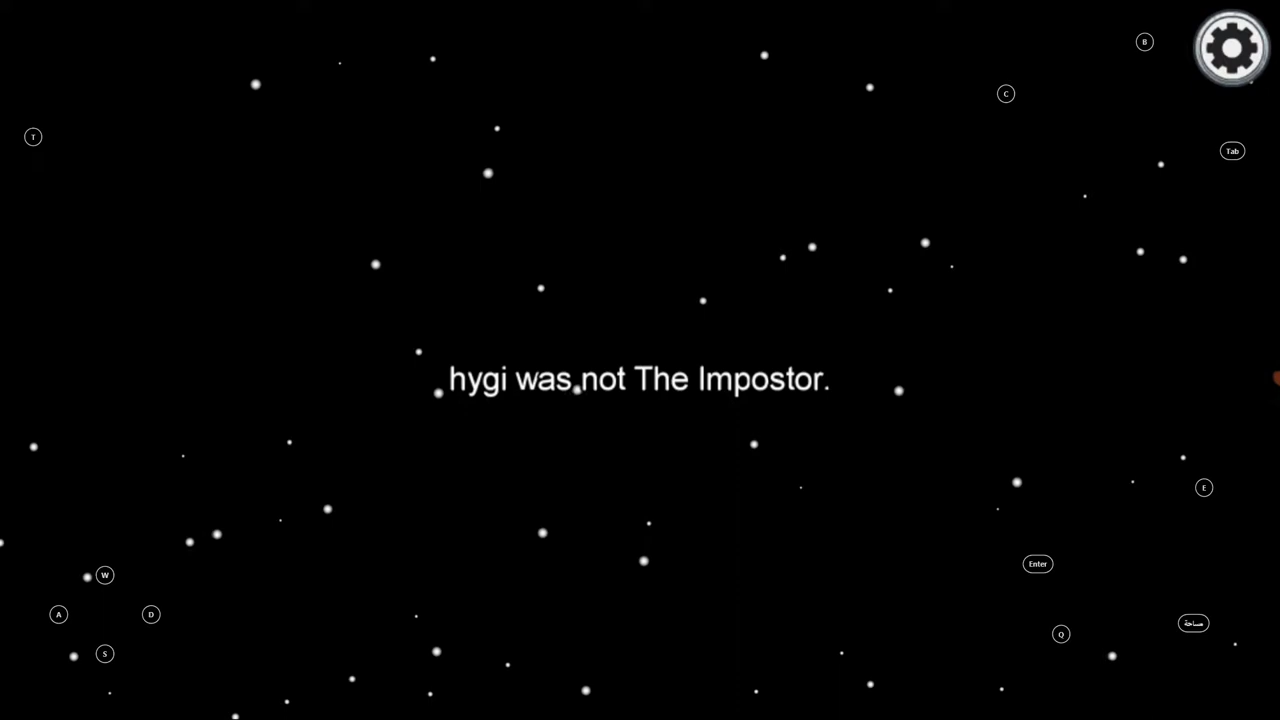 B
C
T
Tab
hygi was not The Impostor.
E
Enter
W
A
D
مساحة
Q
S